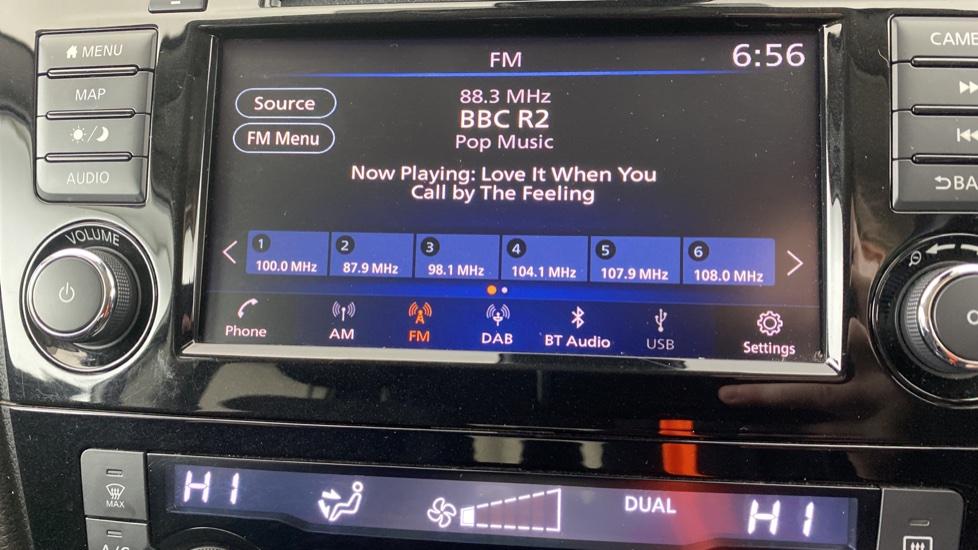 MENU
MAP
AUDIO
VOLUME
FM
6:56
Source
FM Menu
88.3 MHz
BBC R2
Pop Music
Now Playing: Love It When You
Call by The Feeling
1 100.0 MHz
2 87.9 MHz
3 98.1 MHz
4 104.1 MHz
5 107.9 MHz
6 108.0 MHz
Phone
AM
FM
DAB
BT Audio
USB
Settings
CAME
BA
MAX
A/C
HI
DUAL
HI